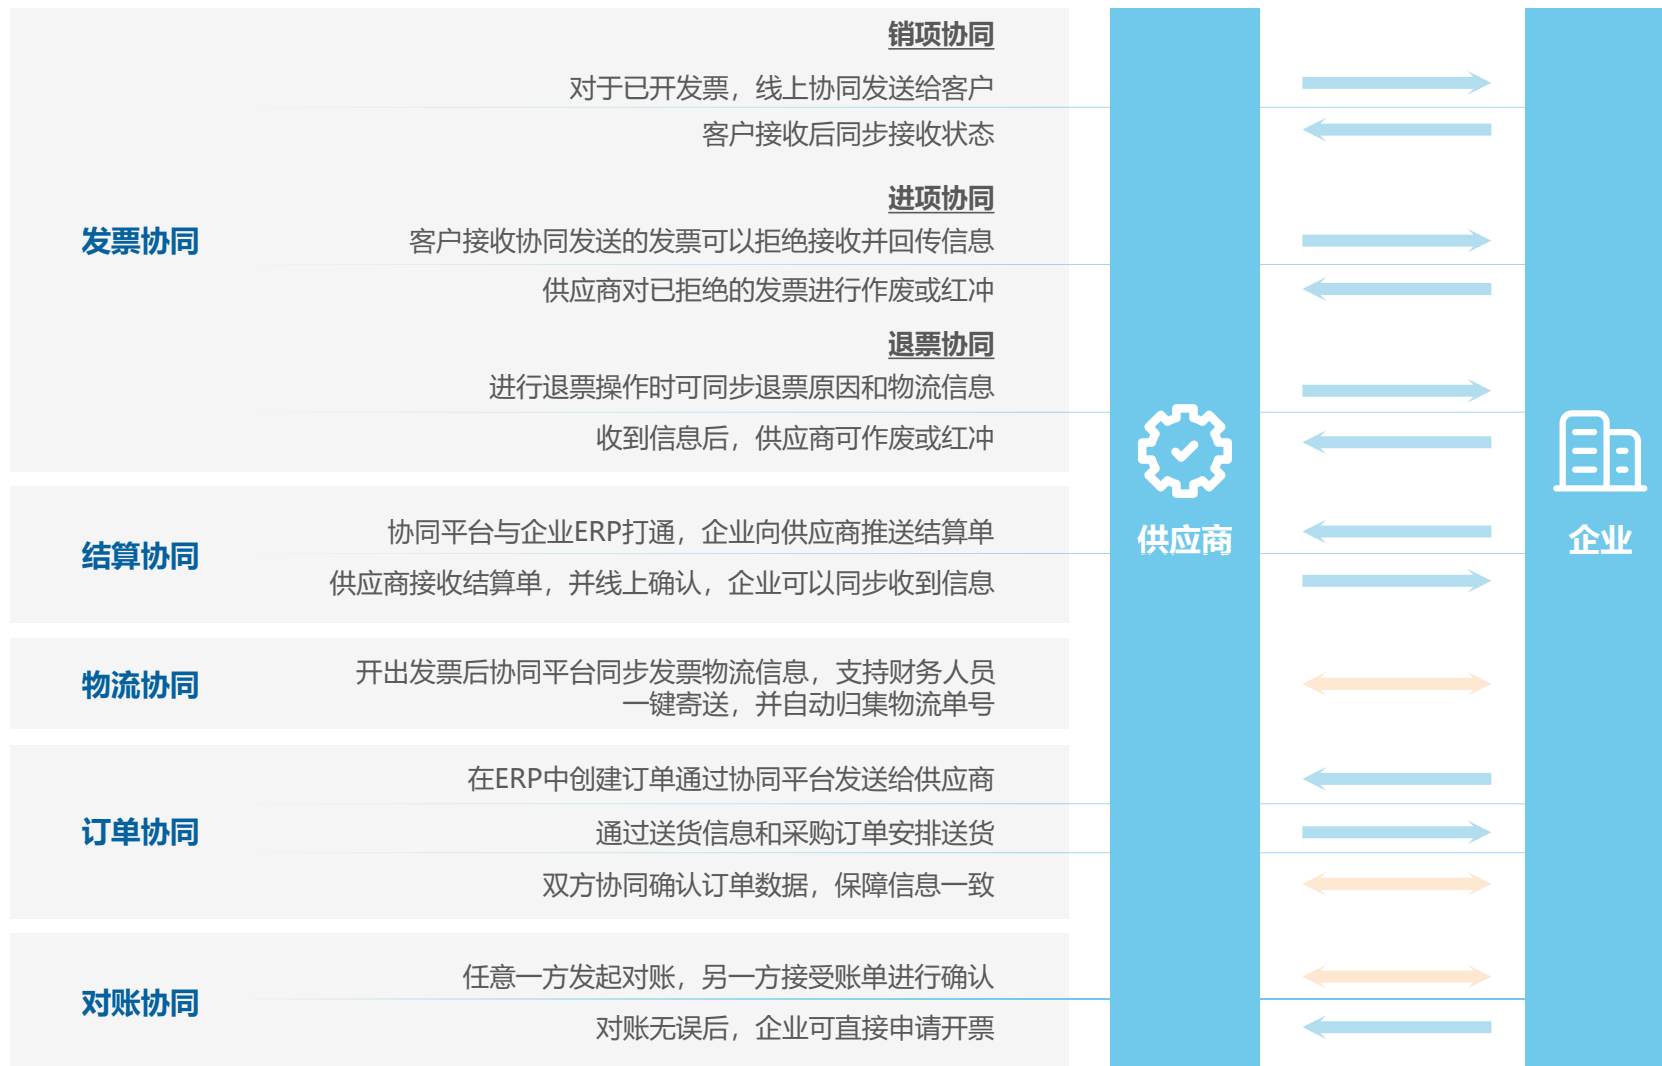 发票协同
销项协同
对于已开发票，线上协同发送给客户
客户接收后同步接收状态
进项协同
客户接收协同发送的发票可以拒绝接收并回传信息
供应商对已拒绝的发票进行作废或红冲
退票协同
进行退票操作时可同步退票原因和物流信息
收到信息后，供应商可作废或红冲
结算协同
协同平台与企业ERP打通，企业向供应商推送结算单
供应商接收结算单，并线上确认，企业可以同步收到信息
物流协同
开出发票后协同平台同步发票物流信息，支持财务人员
一键寄送，并自动归集物流单号
订单协同
在ERP中创建订单通过协同平台发送给供应商
通过送货信息和采购订单安排送货
双方协同确认订单数据，保障信息一致
对账协同
任意一方发起对账，另一方接受账单进行确认
对账无误后，企业可直接申请开票
供应商
企业